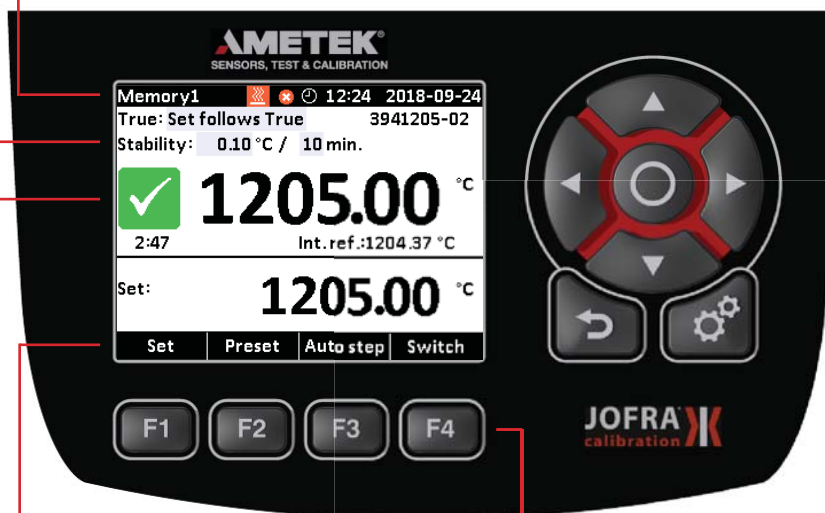 AMETEK®
SENSORS, TEST & CALIBRATION
Memory1 12:24 2018-09-24
True: Set follows True 3941205-02
Stability: 0.10 °C / 10 min.
1205.00 °C
2:47 Int.ref.:1204.37 °C
Set: 1205.00 °C
Set Preset Auto step Switch
F1 F2 F3 F4
JOFRA
calibration